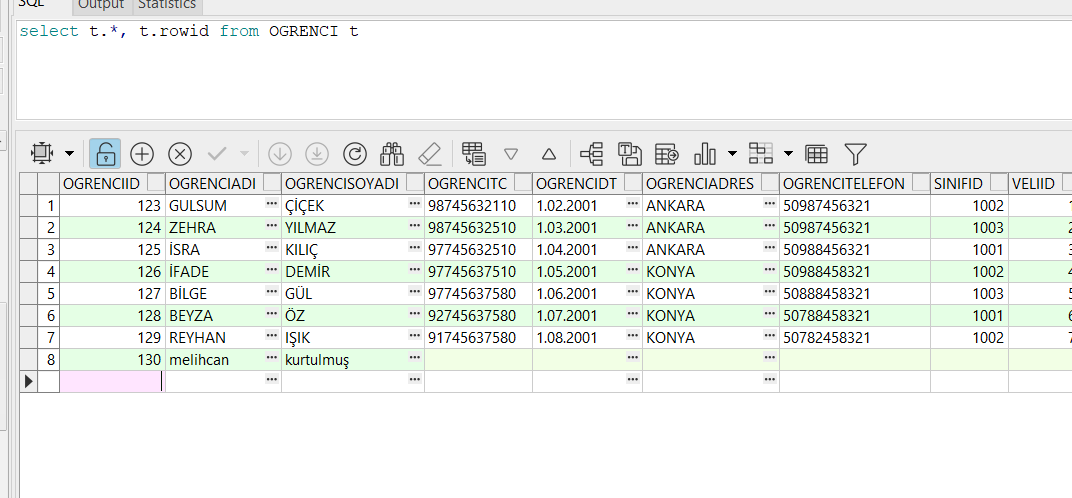 SQL Output Statistics
select t.*, t.rowid from OGRENCI t
OGRENCIID OGRENCIADI OGRENCISOYADI OGRENCITC OGRENCIDT OGRENCIADRES OGRENCITELEFON SINIFID VELIID
1 123 GULSUM ÇİÇEK 98745632110 1.02.2001 ANKARA 50987456321 1002 1
2 124 ZEHRA YILMAZ 98745632510 1.03.2001 ANKARA 50987456321 1003 2
3 125 İSRA KILIÇ 97745632510 1.04.2001 ANKARA 50988456321 1001 3
4 126 İFADE DEMİR 97745637510 1.05.2001 KONYA 50988458321 1002 4
5 127 BİLGE GÜL 97745637580 1.06.2001 KONYA 50888458321 1003 5
6 128 BEYZA ÖZ 92745637580 1.07.2001 KONYA 50788458321 1001 6
7 129 REYHAN IŞIK 91745637580 1.08.2001 KONYA 50782458321 1002 7
8 130 melihcan kurtulmuş